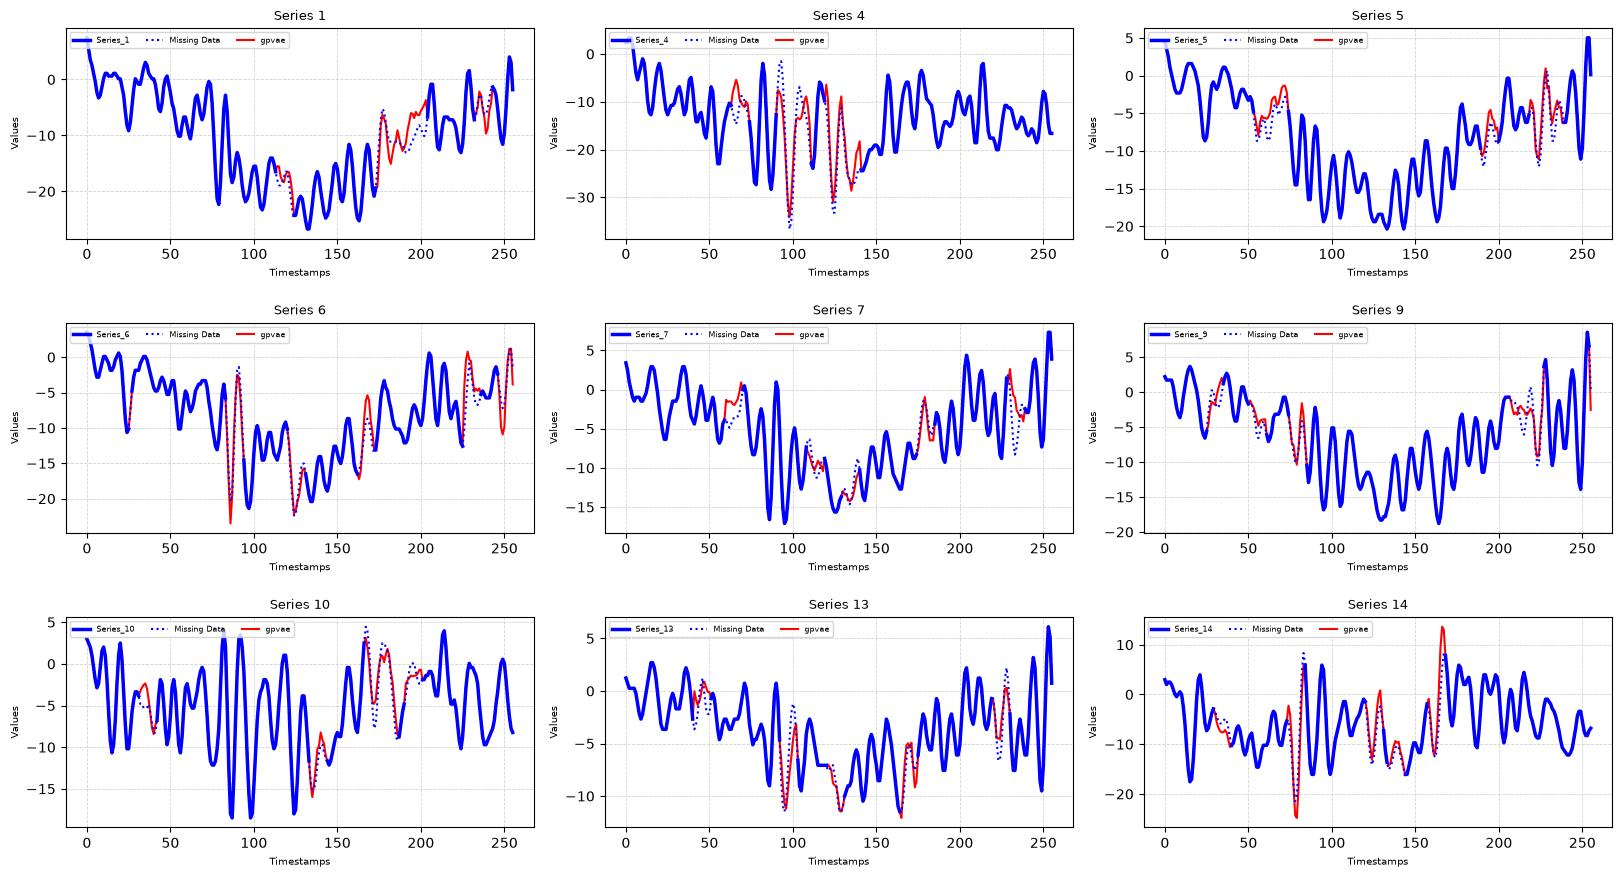 Series 1
Series_1 Missing Data gpvae
Values
0
−10
−20
0 50 100 150 200 250
Timestamps
Series 4
Series_4 Missing Data gpvae
Values
0
−10
−20
−30
0 50 100 150 200 250
Timestamps
Series 5
Series_5 Missing Data gpvae
Values
5
0
−5
−10
−15
−20
0 50 100 150 200 250
Timestamps
Series 6
Series_6 Missing Data gpvae
Values
0
−5
−10
−15
−20
0 50 100 150 200 250
Timestamps
Series 7
Series_7 Missing Data gpvae
Values
5
0
−5
−10
−15
0 50 100 150 200 250
Timestamps
Series 9
Series_9 Missing Data gpvae
Values
5
0
−5
−10
−15
−20
0 50 100 150 200 250
Timestamps
Series 10
Series_10 Missing Data gpvae
Values
5
0
−5
−10
−15
0 50 100 150 200 250
Timestamps
Series 13
Series_13 Missing Data gpvae
Values
5
0
−5
−10
0 50 100 150 200 250
Timestamps
Series 14
Series_14 Missing Data gpvae
Values
10
0
−10
−20
0 50 100 150 200 250
Timestamps